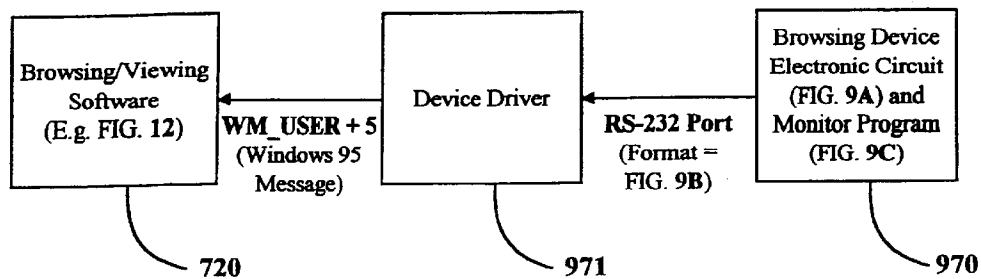 Browsing/Viewing
Software
(E.g. FIG. 12)
WM_USER + 5
(Windows 95
Message)
Device Driver
RS-232 Port
(Format =
FIG. 9B)
Browsing Device
Electronic Circuit
(FIG. 9A) and
Monitor Program
(FIG. 9C)
720
971
970